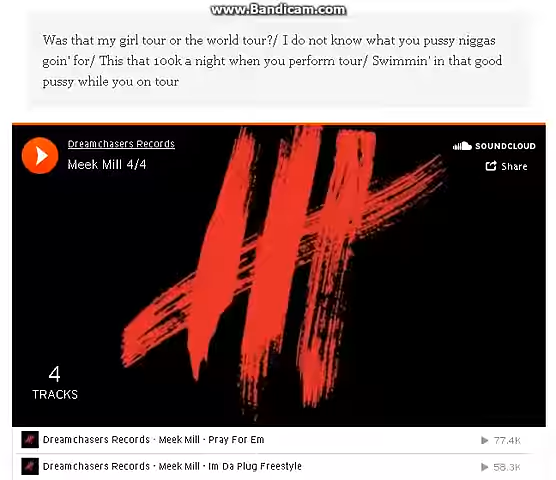 www.Bandicam.com
Was that my girl tour or the world tour?/ I do not know what you pussy niggas
goin' for/ This that 100k a night when you perform tour/ Swimmin' in that good
pussy while you on tour
Dreamchasers Records
SOUNDCLOUD
Meek Mill 4/4
Share
4
TRACKS
Dreamchasers Records · Meek Mill · Pray For Em
77.4K
Dreamchasers Records · Meek Mill · Im Da Plug Freestyle
58.3K